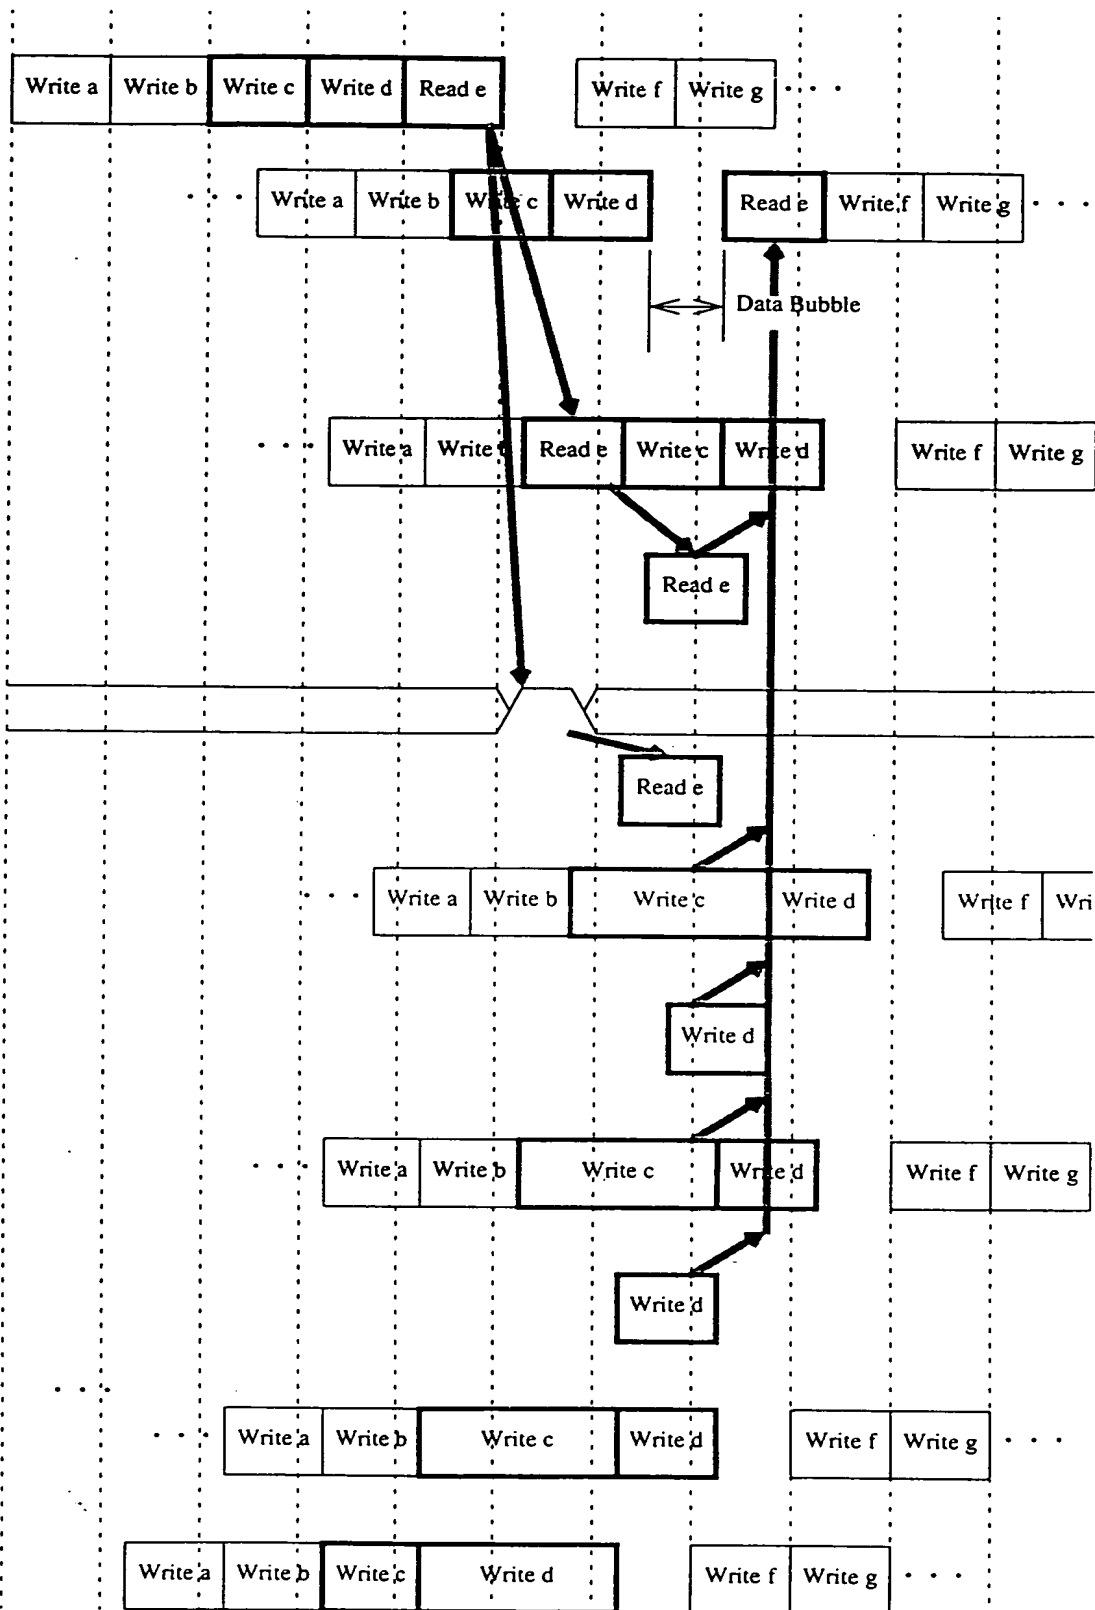 Write a Write b Write c Write d Read e Write f Write g . . . .
. . . . Write a Write b Write c Write d Read e Write f Write g . . . .
Data Bubble
. . . . Write a Write Read e Write c Write d Write f Write g
Read e
Read e
. . . . Write a Write b Write c Write d Write f Wri
Write d
. . . . Write a Write b Write c Write d Write f Write g
Write d
. . . .
. . . . Write a Write b Write c Write d Write f Write g . . . .
Write a Write b Write c Write d Write f Write g . . . .